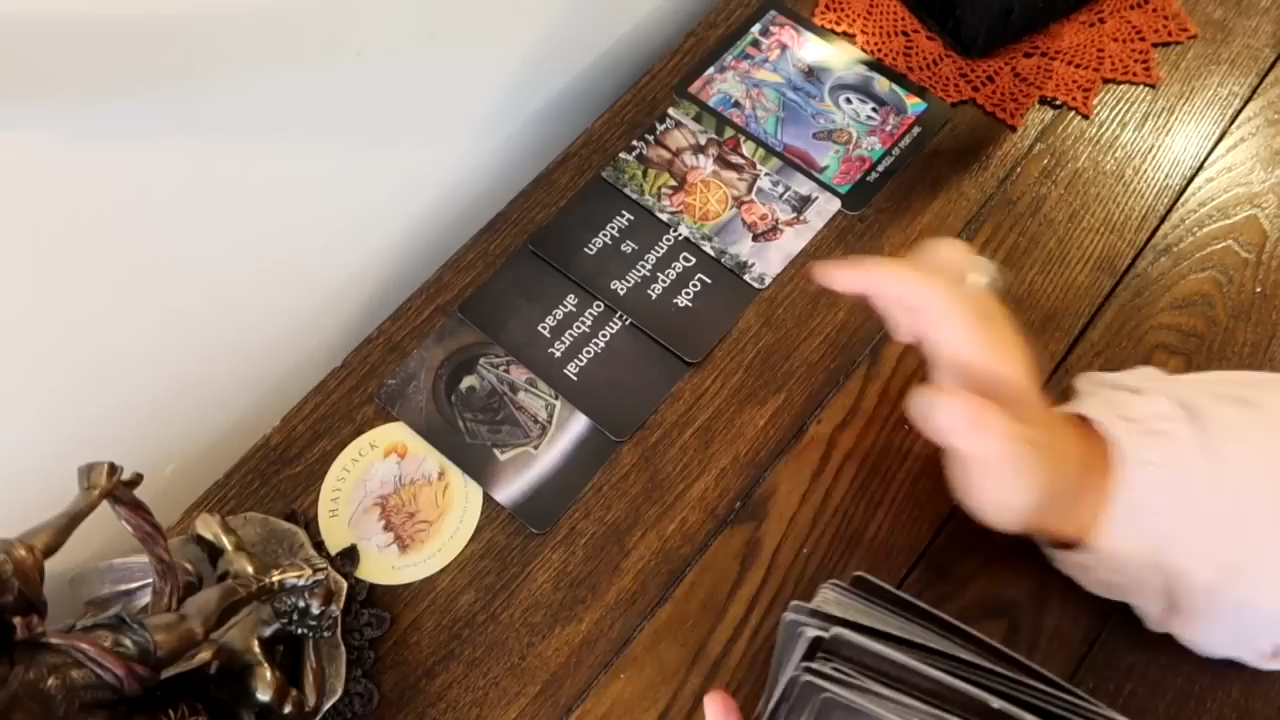 THE WHEEL OF FORTUNE
Look
Deeper
Something
is
Hidden
Emotional
outburst
ahead
HAYSTACK